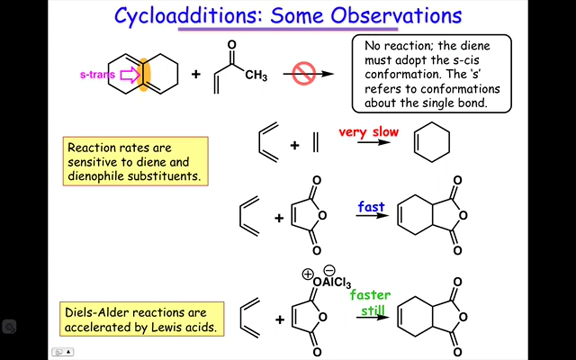 Cycloadditions: Some Observations
s-trans
+
O
CH3
No reaction; the diene
must adopt the s-cis
conformation. The 's'
refers to conformations
about the single bond.
Reaction rates are
sensitive to diene and
dienophile substituents.
+
very slow
+
O
O
O
fast
O
O
O
Diels-Alder reactions are
accelerated by Lewis acids.
+
+
−
OAlCl3
O
O
faster
still
O
O
O